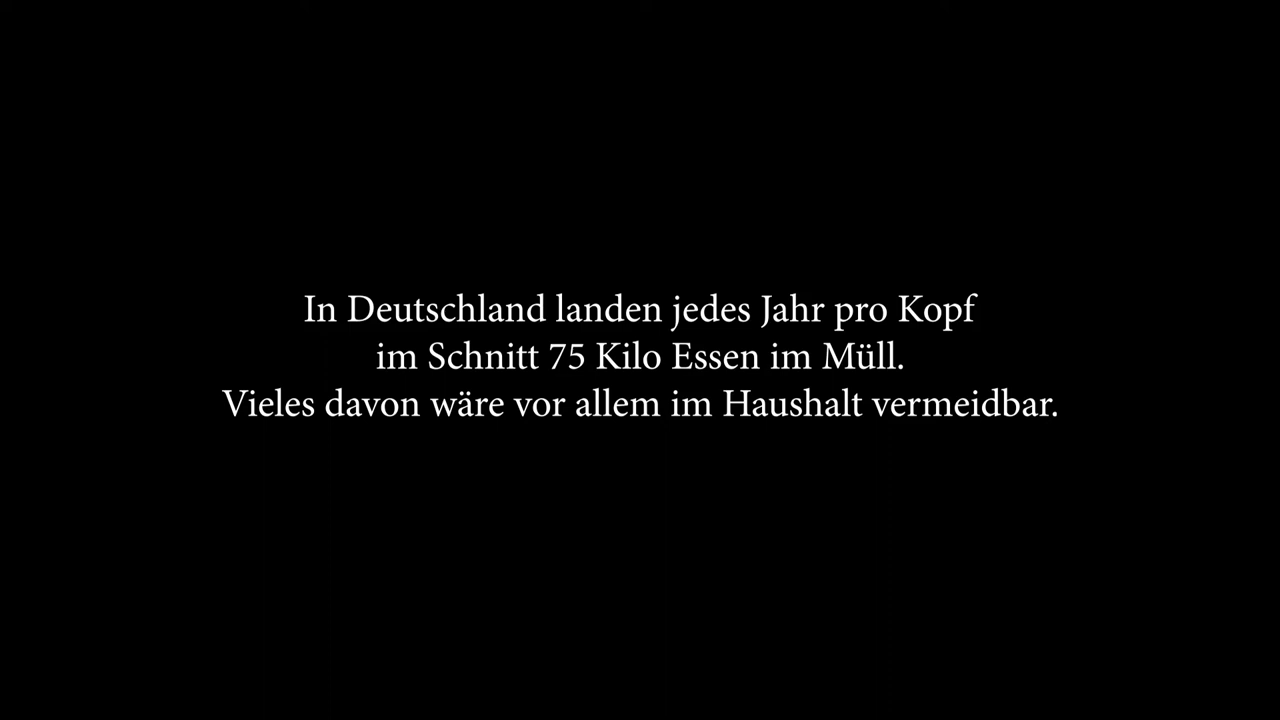 In Deutschland landen jedes Jahr pro Kopf
im Schnitt 75 Kilo Essen im Müll.
Vieles davon wäre vor allem im Haushalt vermeidbar.